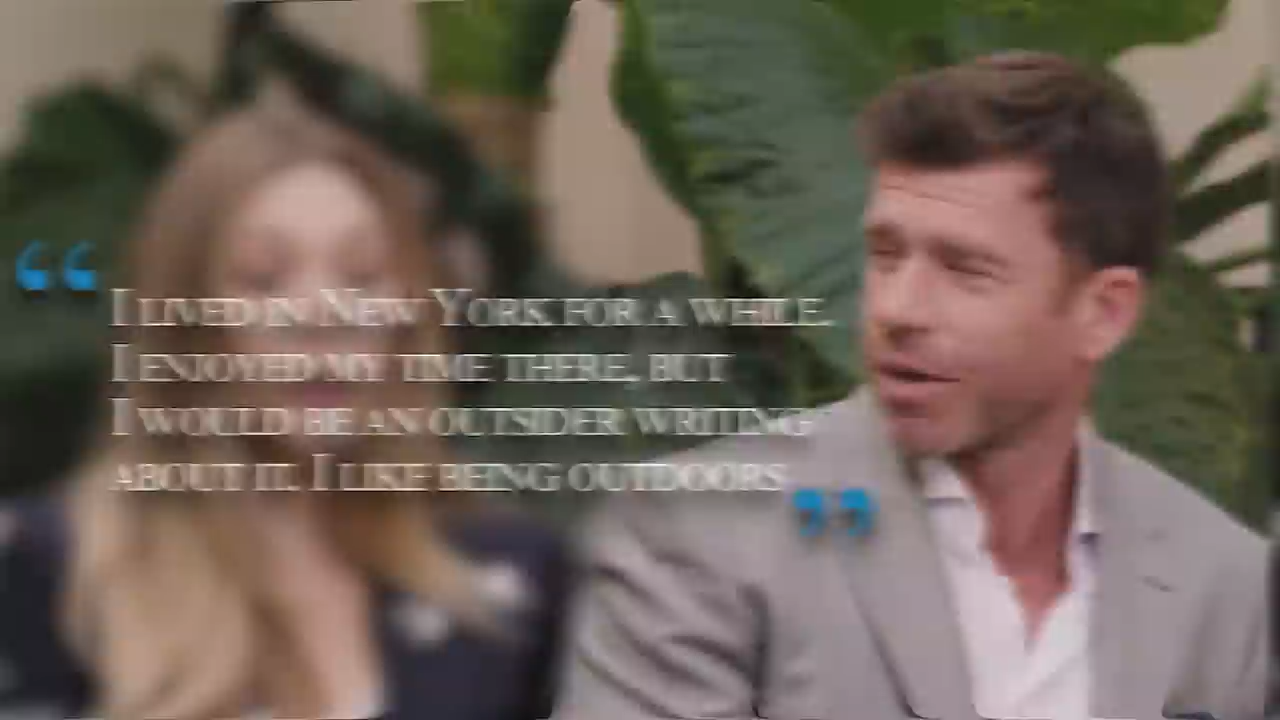 “ I LIVED IN NEW YORK FOR A WHILE.
I ENJOYED MY TIME THERE, BUT
I WOULD BE AN OUTSIDER WRITING
ABOUT IT. I LIKE BEING OUTDOORS ”